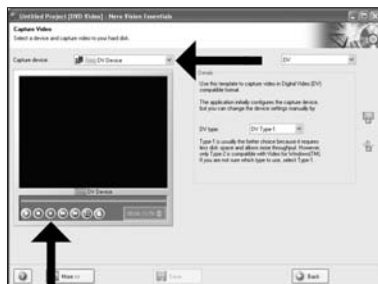 Untitled Project [DVD Video] - Nero Vision Essentials
Capture Video
Select a device and capture video to your hard disk.
Capture device:
DV Device
DV
Details
Use this template to capture video in Digital Video (DV)
compatible format.
The application initially configures the capture device,
but you can change the device settings manually by
DV type:
DV Type 1
Type 1 is usually the better choice because it requires
less disk space and allows more throughput. However,
only Type 2 is compatible with Video for Windows(TM).
If you are not sure which type to use, select Type 1.
DV Device
More >>
Save
Back